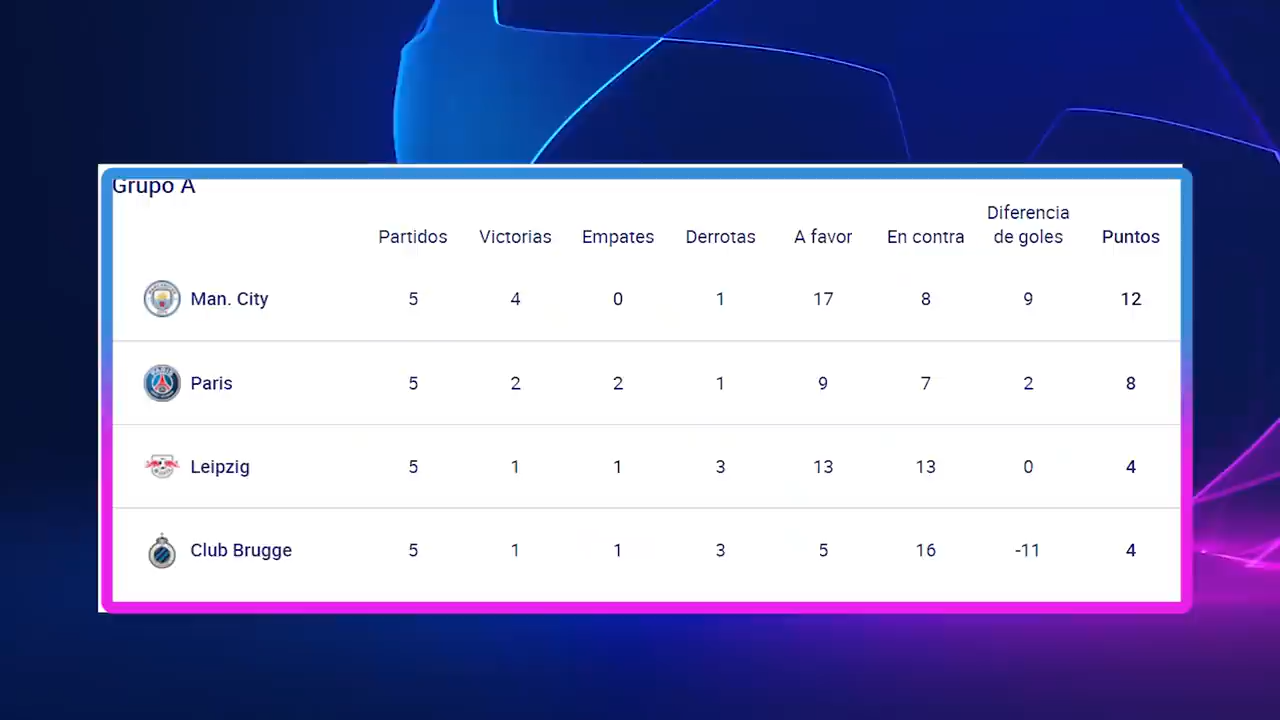 Grupo A
Partidos Victorias Empates Derrotas A favor En contra Diferencia de goles Puntos
Man. City 5 4 0 1 17 8 9 12
Paris 5 2 2 1 9 7 2 8
Leipzig 5 1 1 3 13 13 0 4
Club Brugge 5 1 1 3 5 16 -11 4